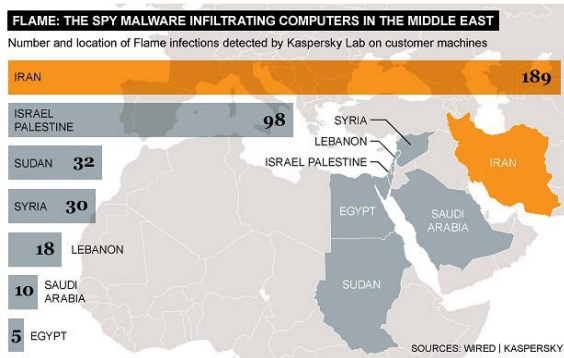 FLAME: THE SPY MALWARE INFILTRATING COMPUTERS IN THE MIDDLE EAST
Number and location of Flame infections detected by Kaspersky Lab on customer machines
IRAN 189
ISRAEL
PALESTINE 98
SUDAN 32
SYRIA 30
18 LEBANON
10 SAUDI
ARABIA
5 EGYPT
SYRIA
LEBANON
ISRAEL PALESTINE
IRAN
EGYPT
SAUDI
ARABIA
SUDAN
SOURCES: WIRED | KASPERSKY